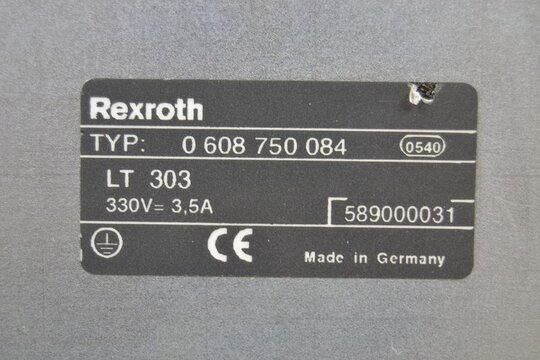 Rexroth
TYP: 0 608 750 084 0540
LT 303
330V= 3,5A 589000031
CE Made in Germany